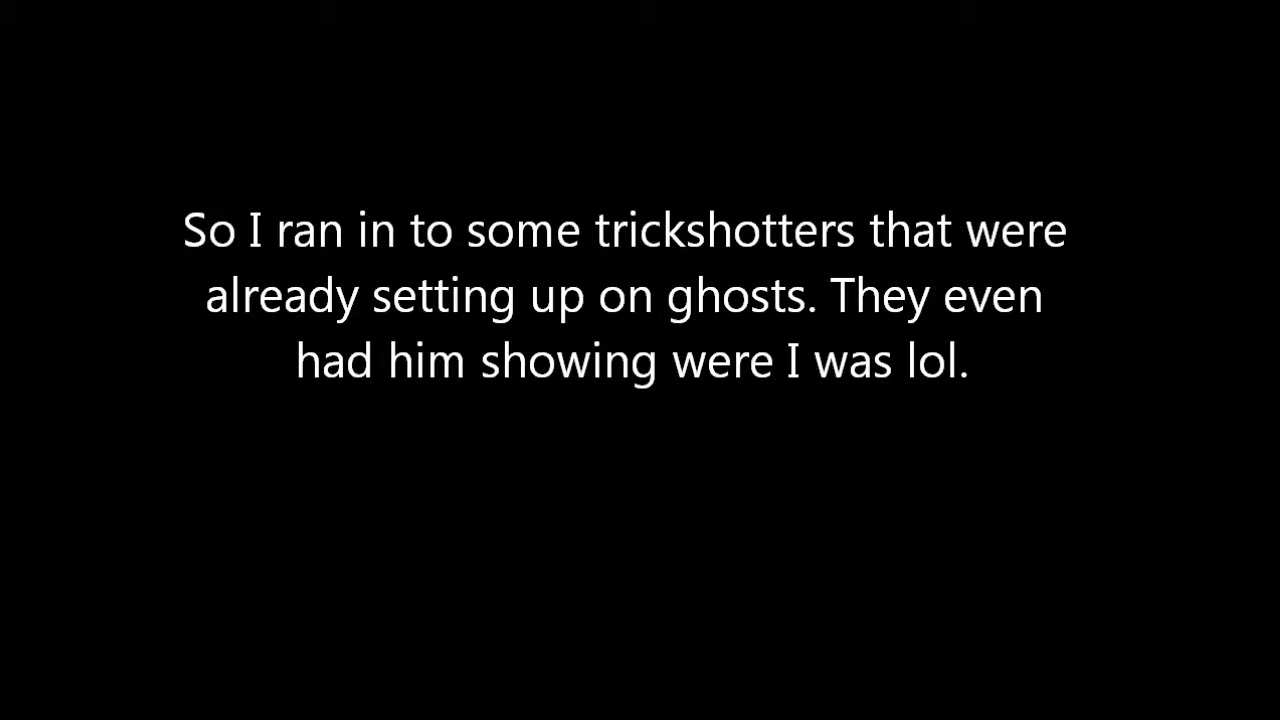 So I ran in to some trickshotters that were
already setting up on ghosts. They even
had him showing were I was lol.